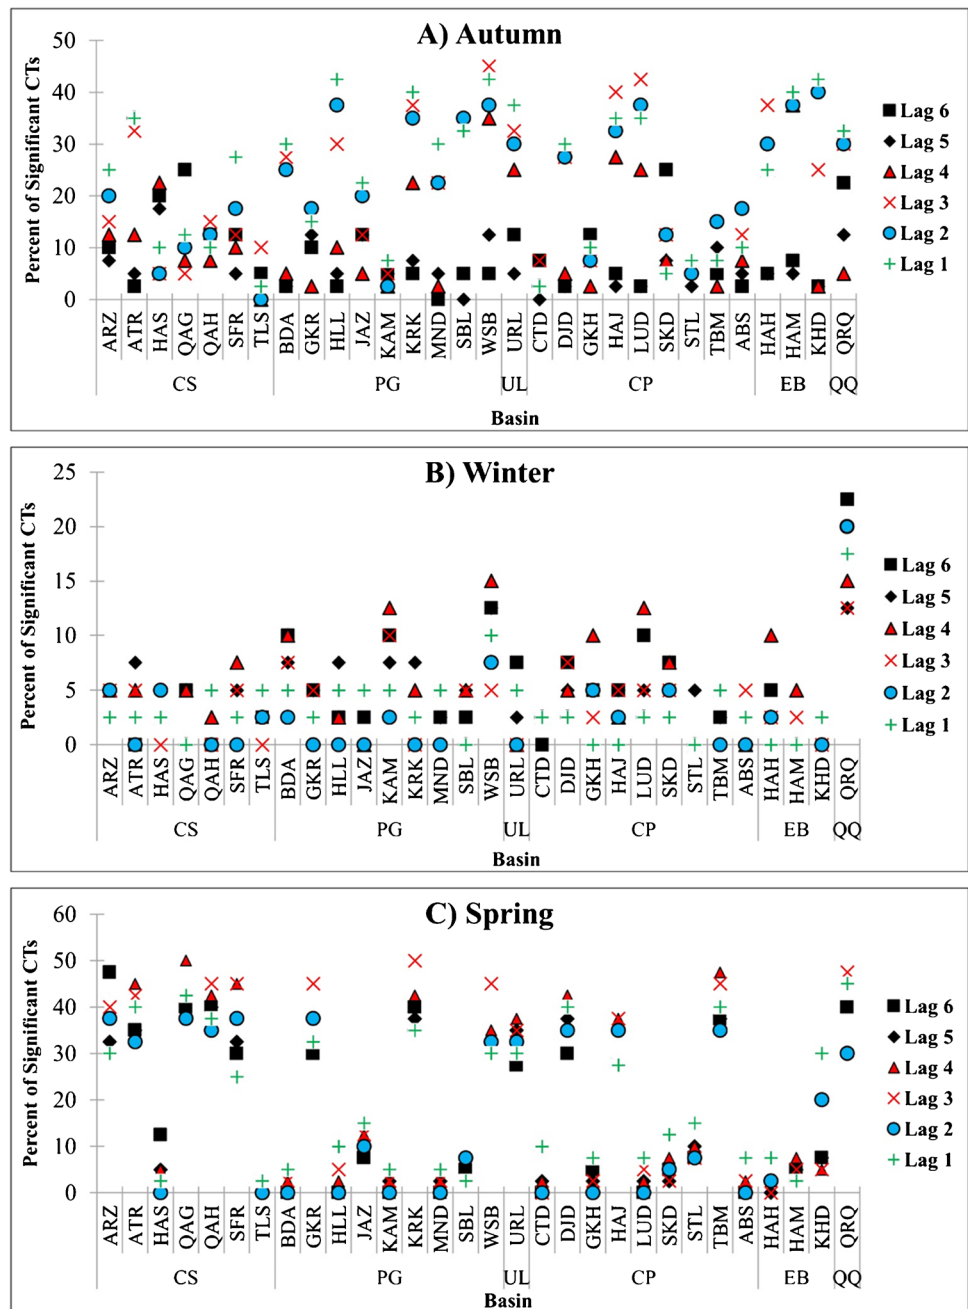 A) Autumn
Percent of Significant CTs
50
40
30
20
10
0
Lag 6
Lag 5
Lag 4
Lag 3
Lag 2
Lag 1
ARZ ATR HAS QAG QAH SFR TLS BDA GKR HLL JAZ KAM KRK MND SBL WSB URL CTD DJD GKH HAJ LUD SKD STL TBM ABS HAH HAM KHD QRQ
CS PG UL CP EB QQ
Basin
B) Winter
Percent of Significant CTs
25
20
15
10
5
0
Lag 6
Lag 5
Lag 4
Lag 3
Lag 2
Lag 1
ARZ ATR HAS QAG QAH SFR TLS BDA GKR HLL JAZ KAM KRK MND SBL WSB URL CTD DJD GKH HAJ LUD SKD STL TBM ABS HAH HAM KHD QRQ
CS PG UL CP EB QQ
Basin
C) Spring
Percent of Significant CTs
60
50
40
30
20
10
0
Lag 6
Lag 5
Lag 4
Lag 3
Lag 2
Lag 1
ARZ ATR HAS QAG QAH SFR TLS BDA GKR HLL JAZ KAM KRK MND SBL WSB URL CTD DJD GKH HAJ LUD SKD STL TBM ABS HAH HAM KHD QRQ
CS PG UL CP EB QQ
Basin